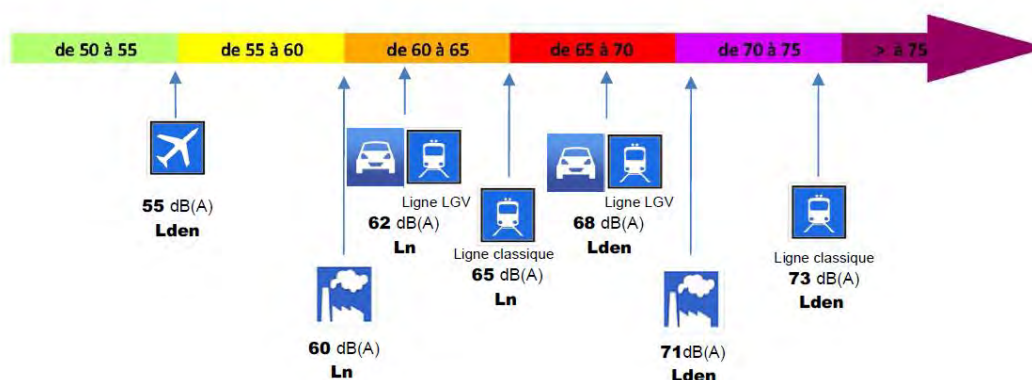 de 50 à 55
de 55 à 60
de 60 à 65
de 65 à 70
de 70 à 75
> à 75
55 dB(A)
Lden
60 dB(A)
Ln
Ligne LGV
62 dB(A)
Ln
Ligne classique
65 dB(A)
Ln
Ligne LGV
68 dB(A)
Lden
71dB(A)
Lden
Ligne classique
73 dB(A)
Lden